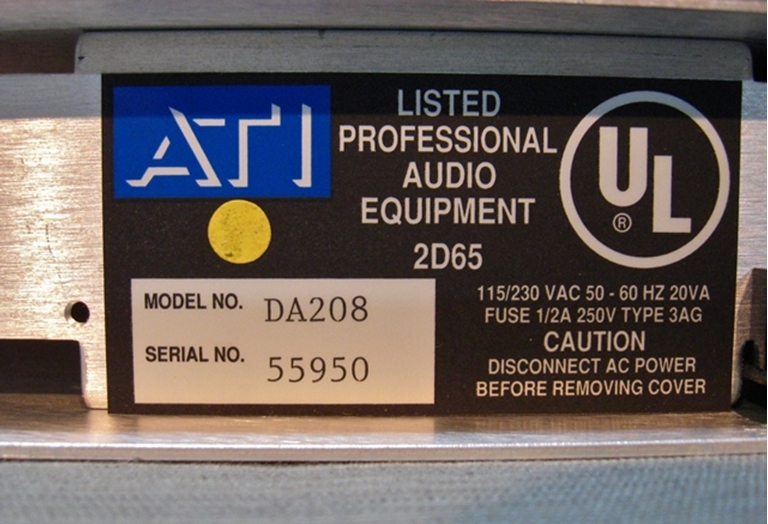 ATI
LISTED
PROFESSIONAL
AUDIO
EQUIPMENT
2D65
UL
®
MODEL NO. DA208
SERIAL NO. 55950
115/230 VAC 50 - 60 HZ 20VA
FUSE 1/2A 250V TYPE 3AG
CAUTION
DISCONNECT AC POWER
BEFORE REMOVING COVER